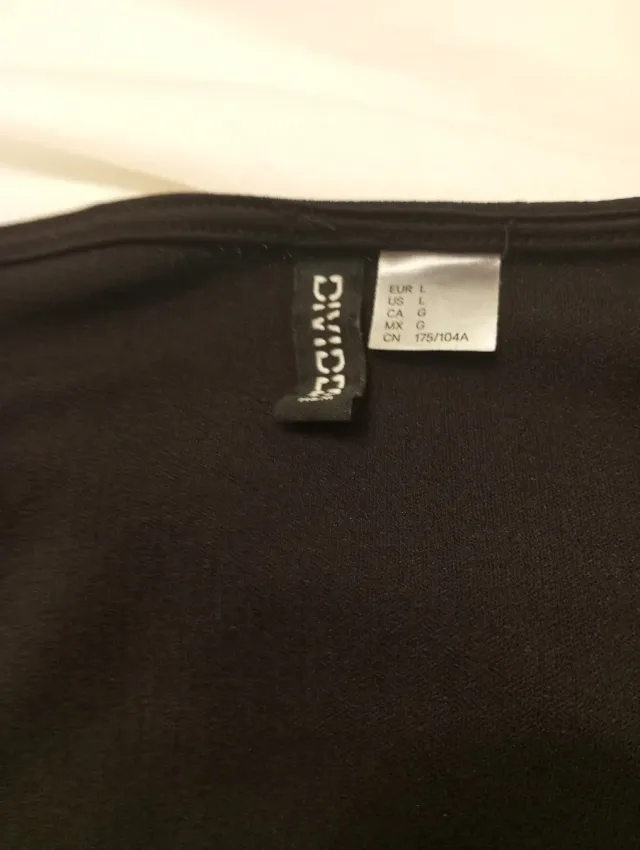 DIVIDED
EUR L
US L
CA G
MX G
CN 175/104A